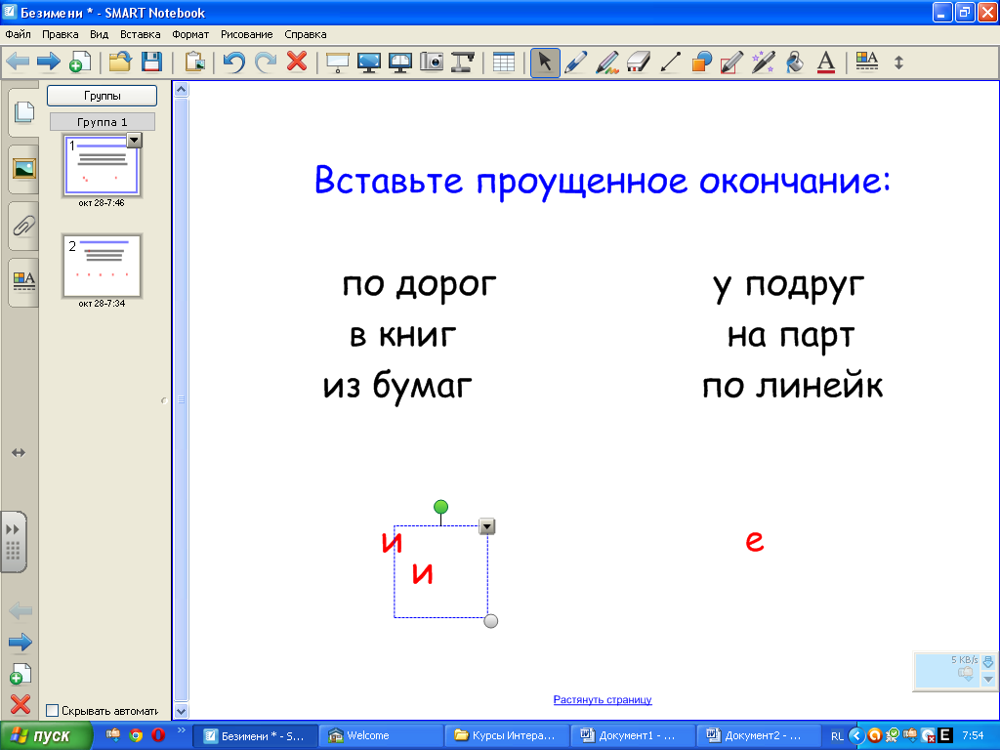 Безимени * - SMART Notebook
Файл Правка Вид Вставка Формат Рисование Справка
Группы
Группа 1
1
окт 28-7:46
2
окт 28-7:34
Вставьте проущенное окончание:
по дорог у подруг
в книг на парт
из бумаг по линейк
и е
и
5 KB/s
Растянуть страницу
Скрывать автомати
пуск Безимени * - S... Welcome Курсы Интера... Документ1 - ... Документ2 - ... RL 7:54